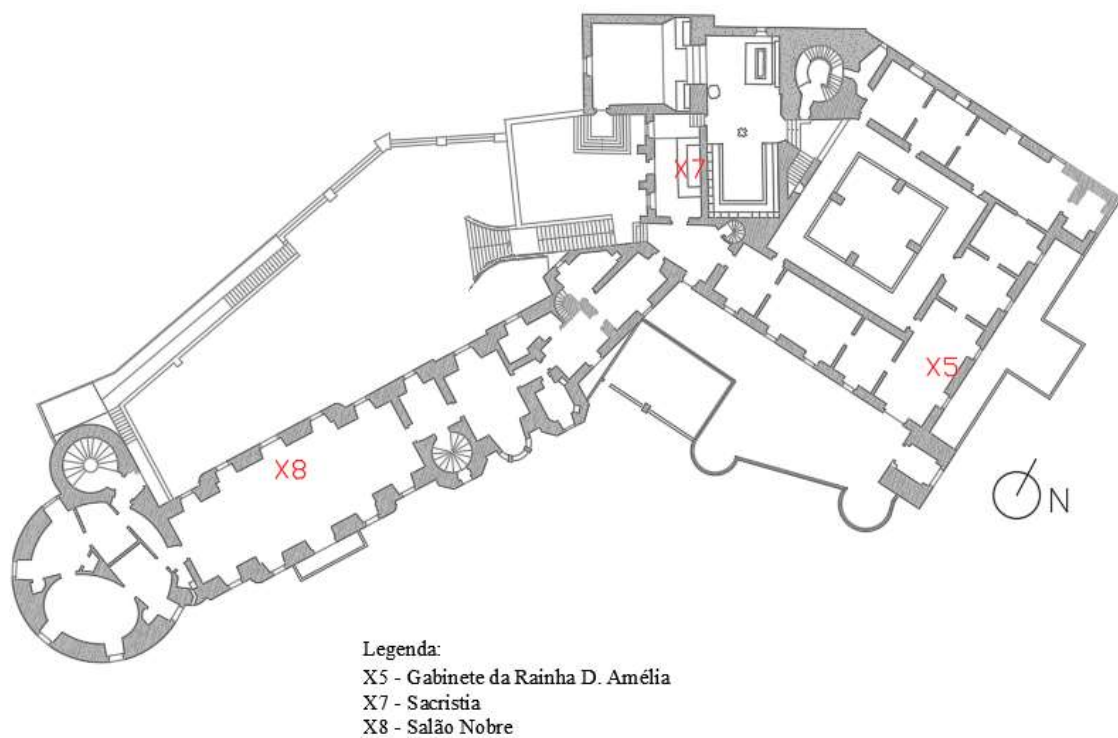 X7
X5
X8
N
Legenda:
X5 - Gabinete da Rainha D. Amélia
X7 - Sacristia
X8 - Salão Nobre